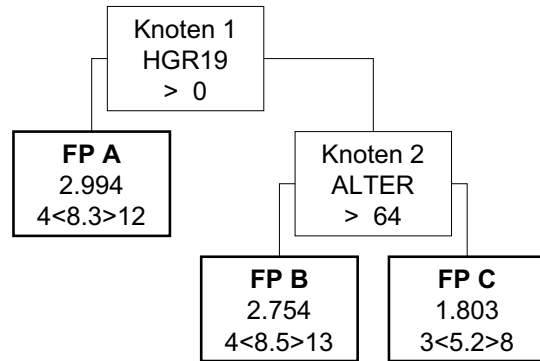 Knoten 1
HGR19
> 0
FP A
2.994
4<8.3>12
Knoten 2
ALTER
> 64
FP B
2.754
4<8.5>13
FP C
1.803
3<5.2>8